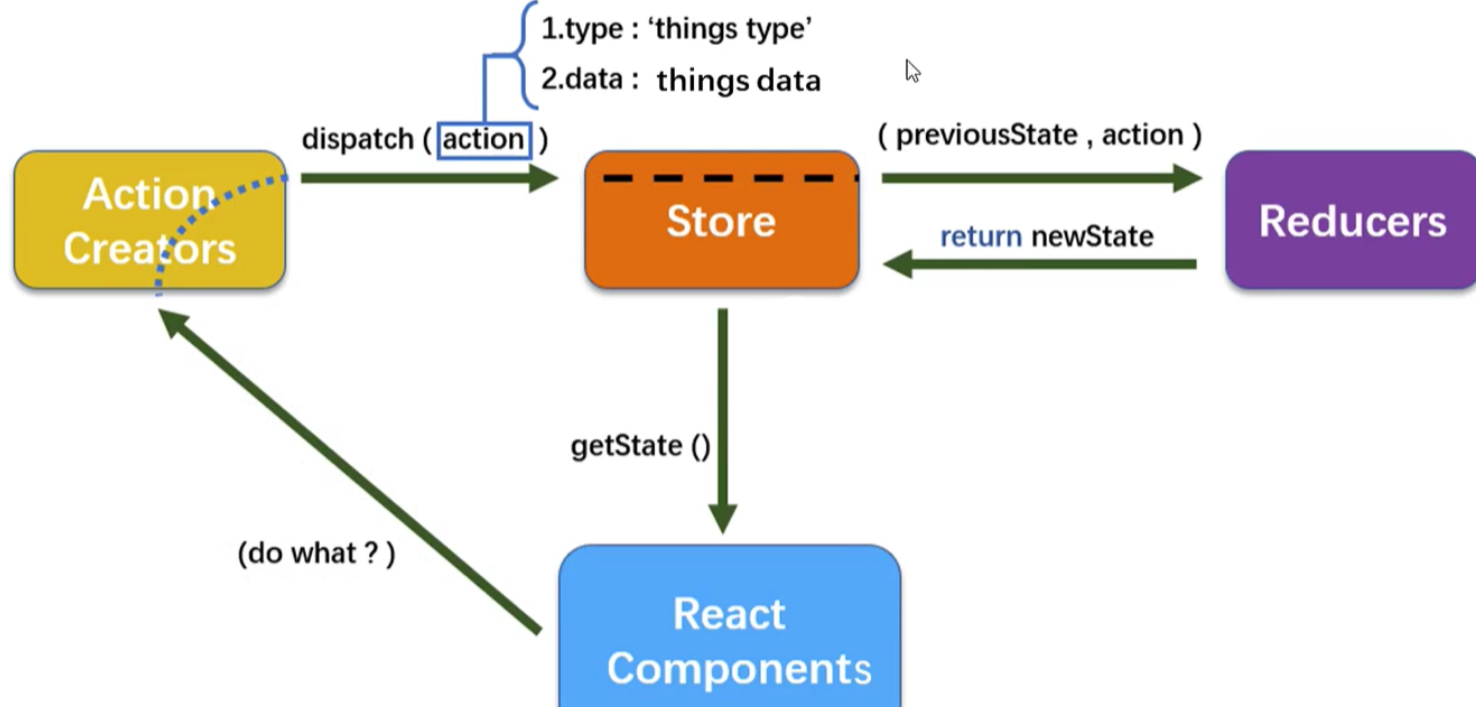 1.type : ‘things type’
2.data : things data
dispatch ( action )
( previousState , action )
Action
Creators
Store
return newState
Reducers
getState ()
(do what ? )
React
Components